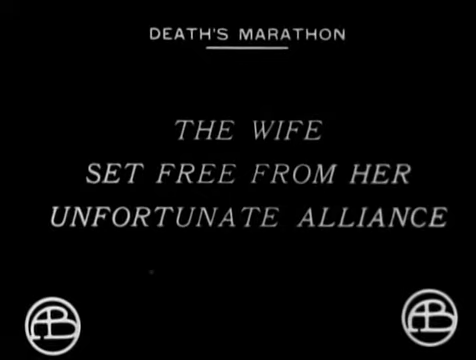 DEATH'S MARATHON
THE WIFE
SET FREE FROM HER
UNFORTUNATE ALLIANCE
AB
AB